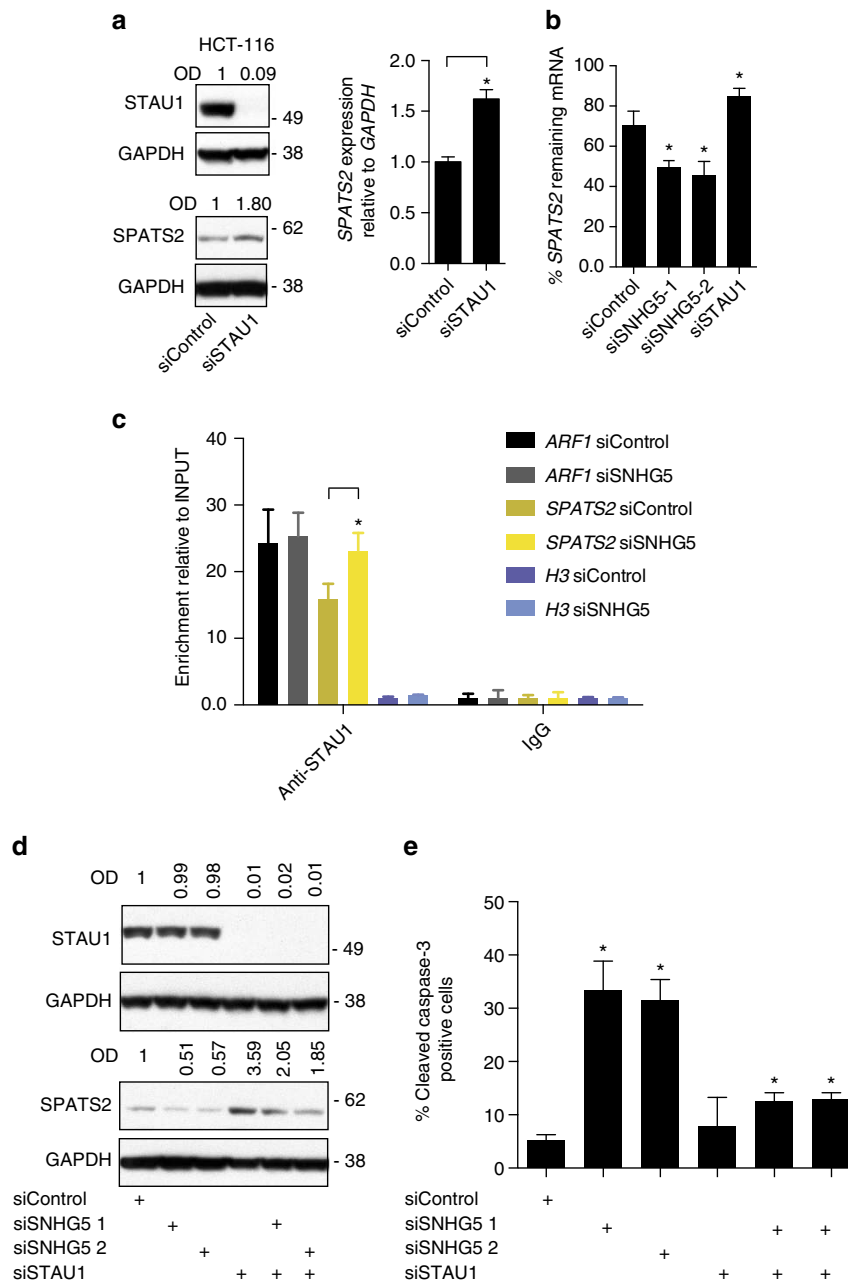 a
HCT-116
OD 1 0.09
STAU1
- 49
GAPDH
- 38
OD 1 1.80
SPATS2
- 62
GAPDH
- 38
siControl
siSTAU1
SPATS2 expression
relative to GAPDH
2.0
1.5
1.0
0.5
0.0
*
siControl
siSTAU1
b
% SPATS2 remaining mRNA
100
80
60
40
20
0.0
* * *
siControl
siSNHG5-1
siSNHG5-2
siSTAU1
c
Enrichment relative to INPUT
40
30
20
10
0.0
*
Anti-STAU1
IgG
ARF1 siControl
ARF1 siSNHG5
SPATS2 siControl
SPATS2 siSNHG5
H3 siControl
H3 siSNHG5
d
OD 1 0.99 0.98 0.01 0.02 0.01
STAU1
- 49
GAPDH
- 38
OD 1 0.51 0.57 3.59 2.05 1.85
SPATS2
- 62
GAPDH
- 38
siControl +
siSNHG5 1 + +
siSNHG5 2 + +
siSTAU1 + + +
e
% Cleaved caspase-3
positive cells
50
40
30
20
10
0
* * * *
siControl +
siSNHG5 1 + + +
siSNHG5 2 +
siSTAU1 + + +